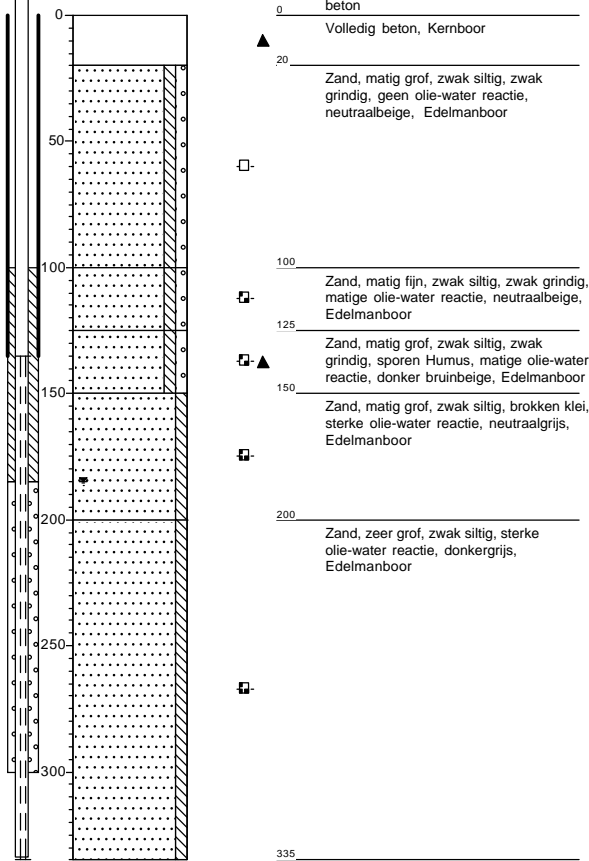 beton
0
0
Volledig beton, Kernboor
20
Zand, matig grof, zwak siltig, zwak
grindig, geen olie-water reactie,
neutraalbeige, Edelmanboor
50
100
100
Zand, matig fijn, zwak siltig, zwak grindig,
matige olie-water reactie, neutraalbeige,
Edelmanboor
125
Zand, matig grof, zwak siltig, zwak
grindig, sporen Humus, matige olie-water
reactie, donker bruinbeige, Edelmanboor
150
150
Zand, matig grof, zwak siltig, brokken klei,
sterke olie-water reactie, neutraalgrijs,
Edelmanboor
200
200
Zand, zeer grof, zwak siltig, sterke
olie-water reactie, donkergrijs,
Edelmanboor
250
300
335